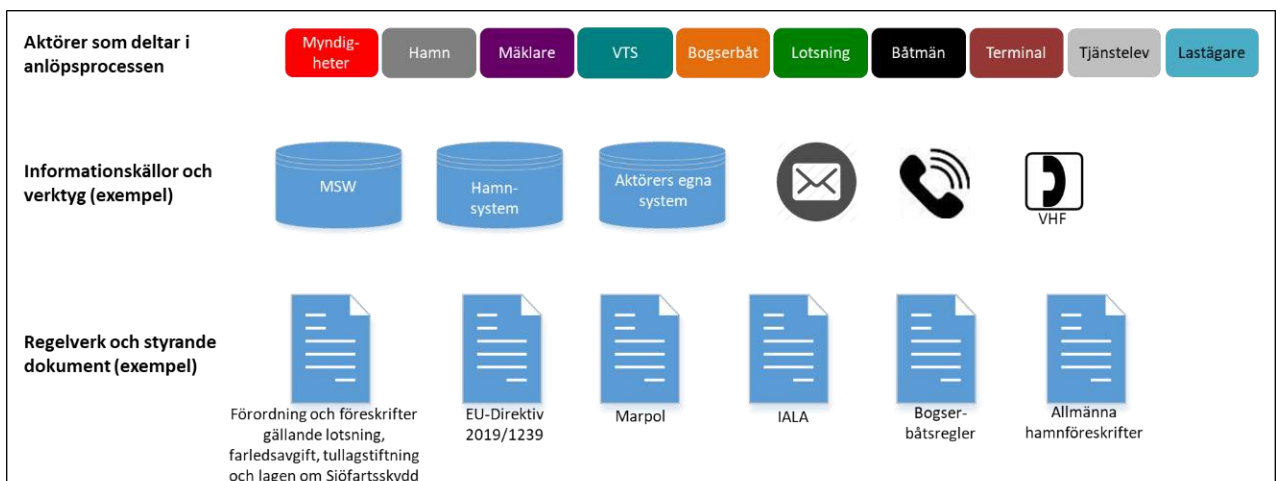 Aktörer som deltar i
anlöpsprocessen
Myndig-
heter
Hamn
Mäklare
VTS
Bogserbåt
Lotsning
Båtmän
Terminal
Tjänstelev
Lastägare
Informationskällor och
verktyg (exempel)
MSW
Hamn-
system
Aktörers egna
system
VHF
Regelverk och styrande
dokument (exempel)
Förordning och föreskrifter
gällande lotsning,
farledsavgift, tullagstiftning
och lagen om Sjöfartsskydd
EU-Direktiv
2019/1239
Marpol
IALA
Bogser-
båtsregler
Allmänna
hamnföreskrifter